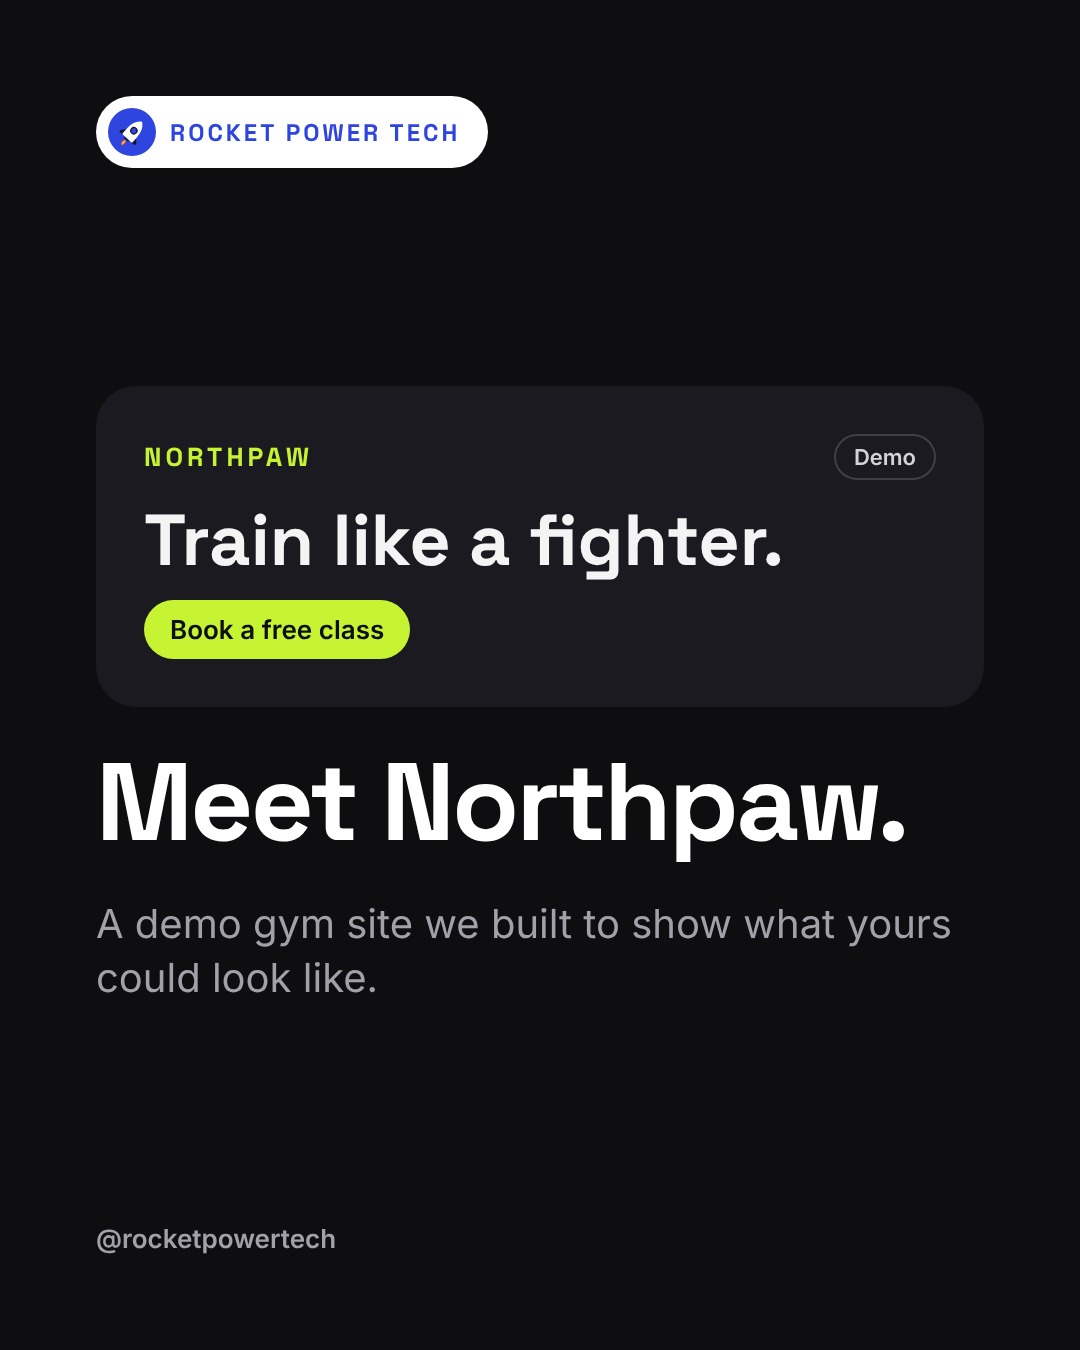 ROCKET POWER TECH
NORTHPAW
Demo
Train like a fighter.
Book a free class
Meet Northpaw.
A demo gym site we built to show what yours
could look like.
@rocketpowertech